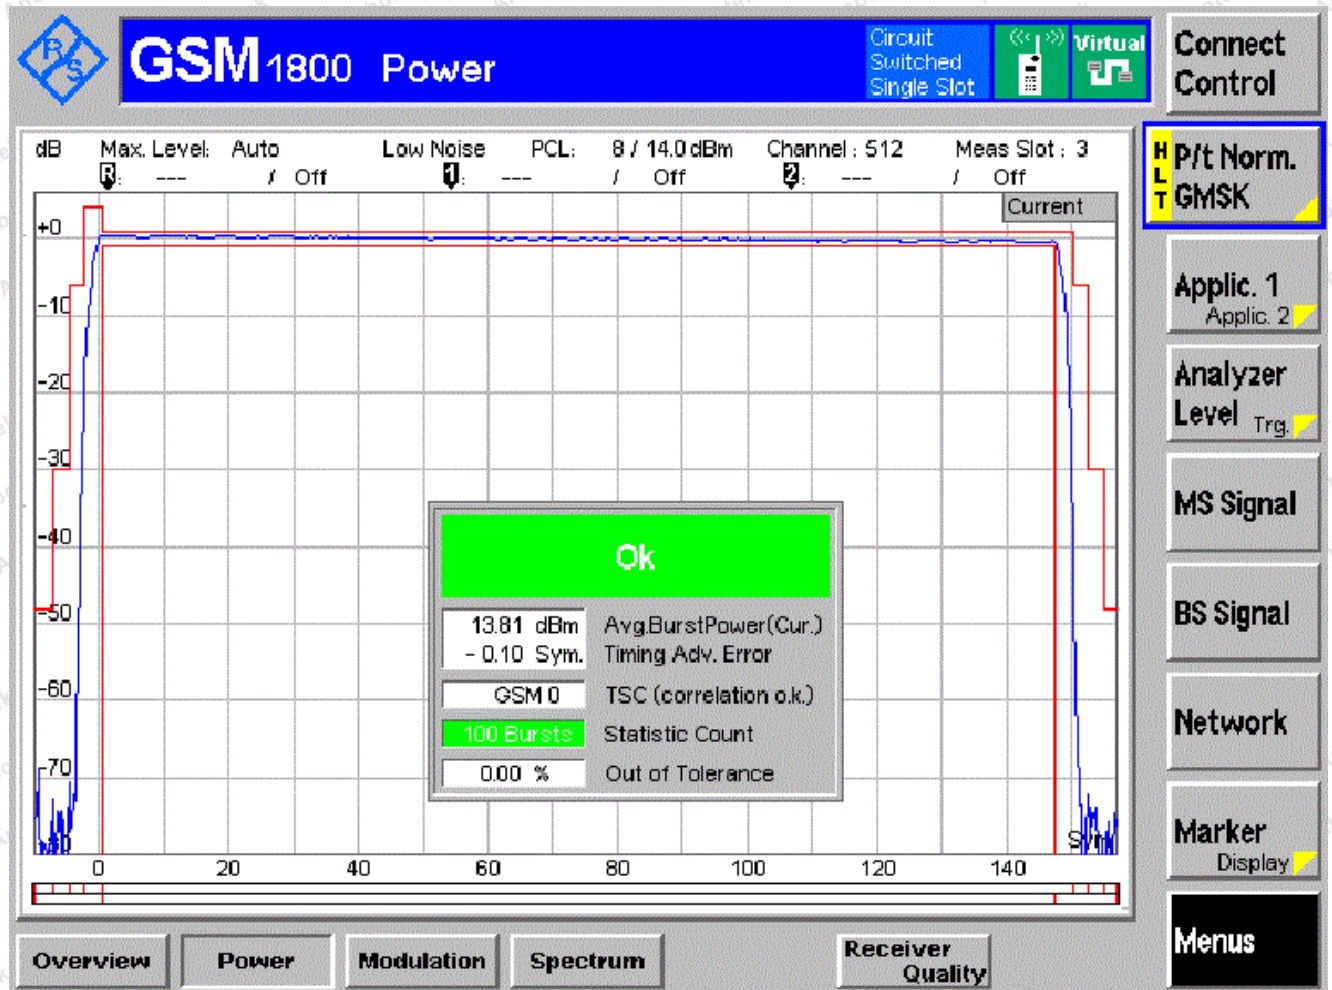 R S
GSM 1800 Power
Circuit
Switched
Single Slot
Virtual
Connect
Control
dB Max. Level: Auto Low Noise PCL: 8 / 14.0 dBm Channel : 512 Meas Slot : 3
R: --- / Off 1: --- / Off 2: --- / Off
Current
+0
-10
-20
-30
-40
-50
-60
-70
-80
0 20 40 60 80 100 120 140
Sym
Ok
13.81 dBm Avg.BurstPower(Cur.)
- 0.10 Sym. Timing Adv. Error
GSM 0 TSC (correlation o.k.)
100 Bursts Statistic Count
0.00 % Out of Tolerance
HLT
P/t Norm.
GMSK
Applic. 1
Applic. 2
Analyzer
Level Trg.
MS Signal
BS Signal
Network
Marker
Display
Menus
Overview Power Modulation Spectrum Receiver
Quality